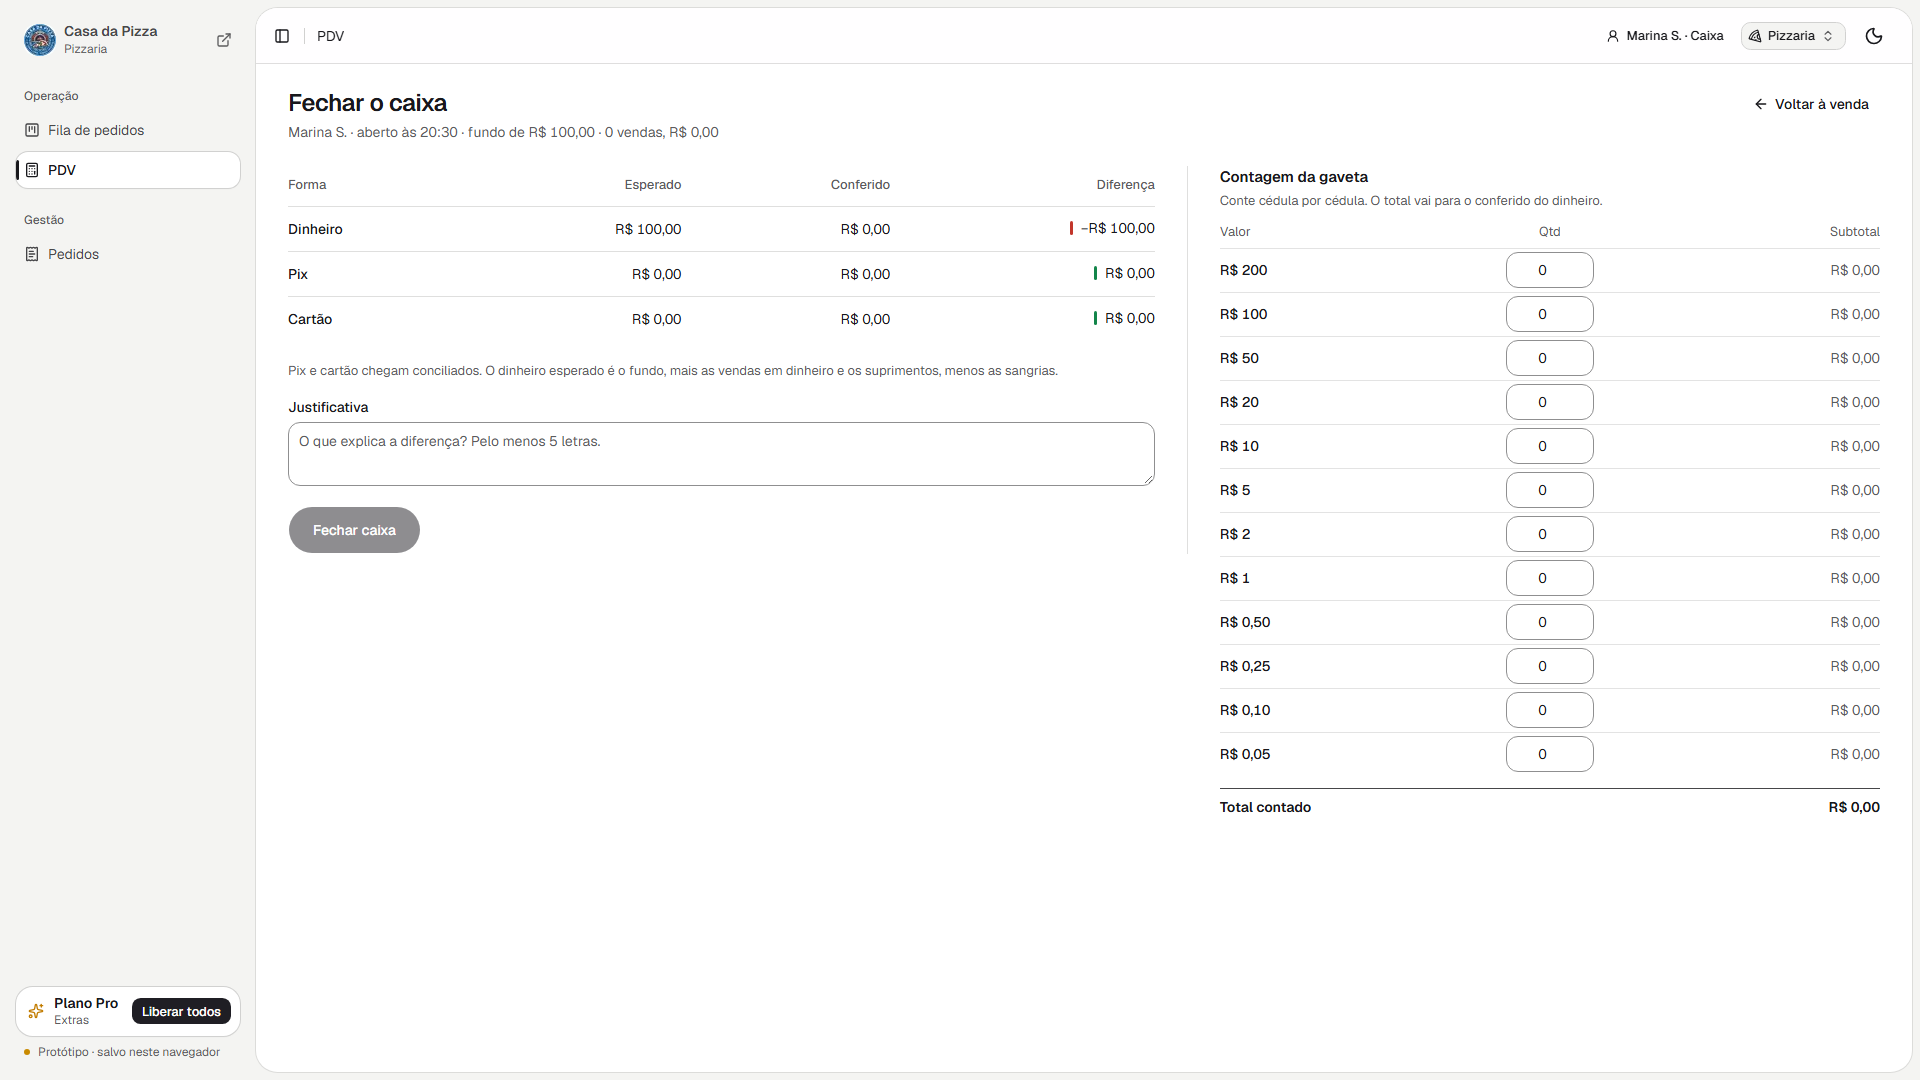 Casa da Pizza
Pizzaria
Operação
Fila de pedidos
PDV
Gestão
Pedidos
Plano Pro
Extras
Liberar todos
Protótipo · salvo neste navegador
PDV
Marina S. · Caixa
Pizzaria
Fechar o caixa
Marina S. · aberto às 20:30 · fundo de R$ 100,00 · 0 vendas, R$ 0,00
Voltar à venda
Forma Esperado Conferido Diferença
Dinheiro R$ 100,00 R$ 0,00 −R$ 100,00
Pix R$ 0,00 R$ 0,00 R$ 0,00
Cartão R$ 0,00 R$ 0,00 R$ 0,00
Pix e cartão chegam conciliados. O dinheiro esperado é o fundo, mais as vendas em dinheiro e os suprimentos, menos as sangrias.
Justificativa
O que explica a diferença? Pelo menos 5 letras.
Fechar caixa
Contagem da gaveta
Conte cédula por cédula. O total vai para o conferido do dinheiro.
Valor Qtd Subtotal
R$ 200 0 R$ 0,00
R$ 100 0 R$ 0,00
R$ 50 0 R$ 0,00
R$ 20 0 R$ 0,00
R$ 10 0 R$ 0,00
R$ 5 0 R$ 0,00
R$ 2 0 R$ 0,00
R$ 1 0 R$ 0,00
R$ 0,50 0 R$ 0,00
R$ 0,25 0 R$ 0,00
R$ 0,10 0 R$ 0,00
R$ 0,05 0 R$ 0,00
Total contado R$ 0,00